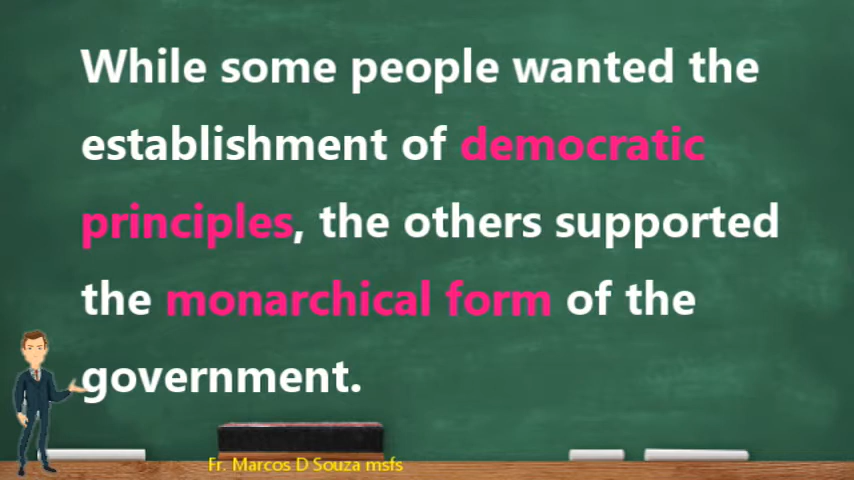 While some people wanted the
establishment of democratic
principles, the others supported
the monarchical form of the
government.
Fr. Marcos D Souza msfs